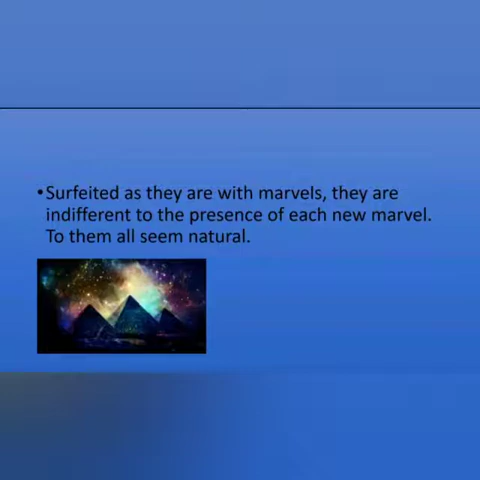 •Surfeited as they are with marvels, they are
indifferent to the presence of each new marvel.
To them all seem natural.